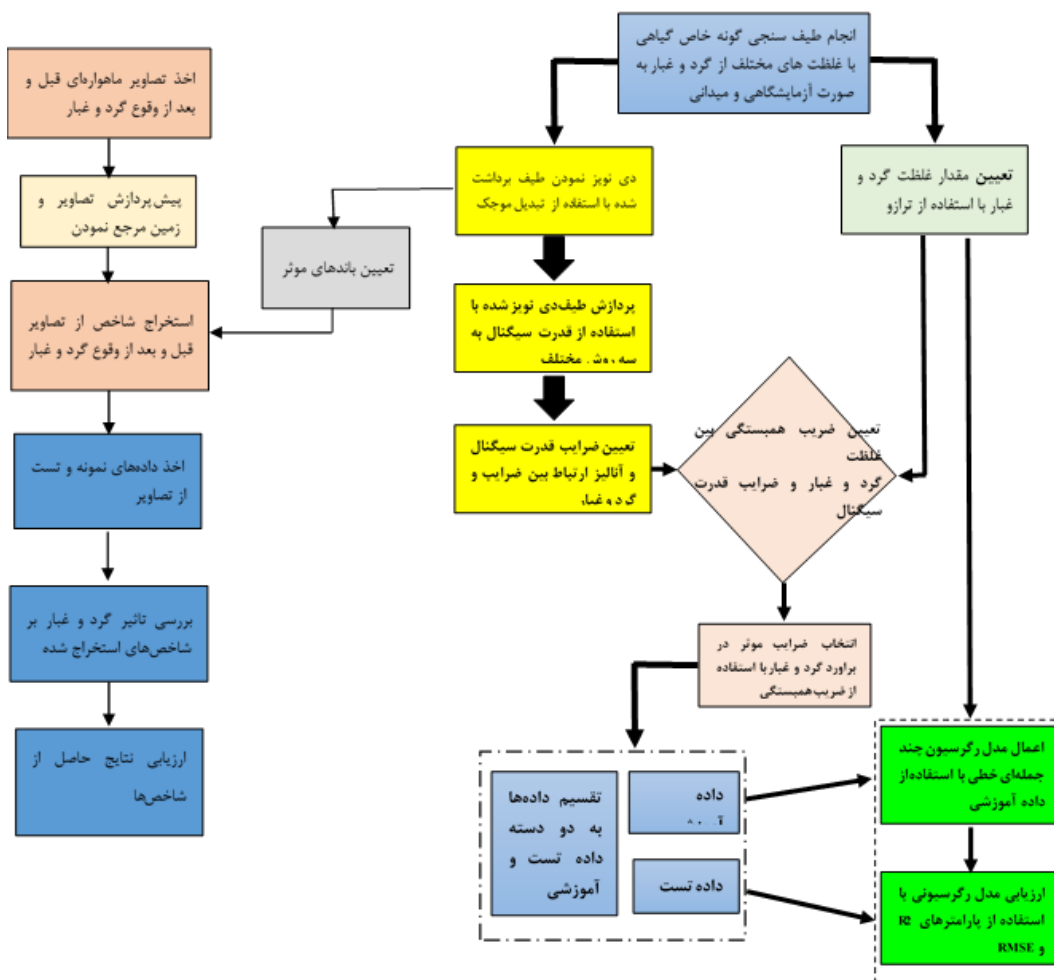 انجام طیف سنجی گونه خاص گیاهی
با غلظت های مختلف از گرد و غبار به
صورت آزمایشگاهی و میدانی
تعیین مقدار غلظت گرد و
غبار با استفاده از ترازو
دی نویز نمودن طیف برداشت
شده با استفاده از تبدیل موجک
تعیین باندهای موثر
پردازش طیف‌دی نویز شده با
استفاده از قدرت سیگنال به
سه روش مختلف
تعیین ضرایب قدرت سیگنال
و آنالیز ارتباط بین ضرایب و
گرد و غبار
تعیین ضریب همبستگی بین
غلظت
گرد و غبار و ضرایب قدرت
سیگنال
انتخاب ضرایب موثر در
براورد گرد و غبار با استفاده
از ضریب‌همبستگی
تقسیم داده‌ها
به دو دسته
داده تست و
آموزشی
داده
داده تست
اعمال مدل رگرسیون چند
جمله‌ای خطی با استفاده‌از
داده آموزشی
ارزیابی مدل رگرسیونی با
استفاده از پارامترهای R2
و RMSE
اخذ تصاویر ماهواره‌ای قبل و
بعد از وقوع گرد و غبار
پیش‌پردازش تصاویر و
زمین مرجع نمودن
استخراج شاخص از تصاویر
قبل و بعد از وقوع گرد و غبار
اخذ داده‌های نمونه و تست
از تصاویر
بررسی تاثیر گرد و غبار بر
شاخص‌های استخراج شده
ارزیابی نتایج حاصل از
شاخص‌ها